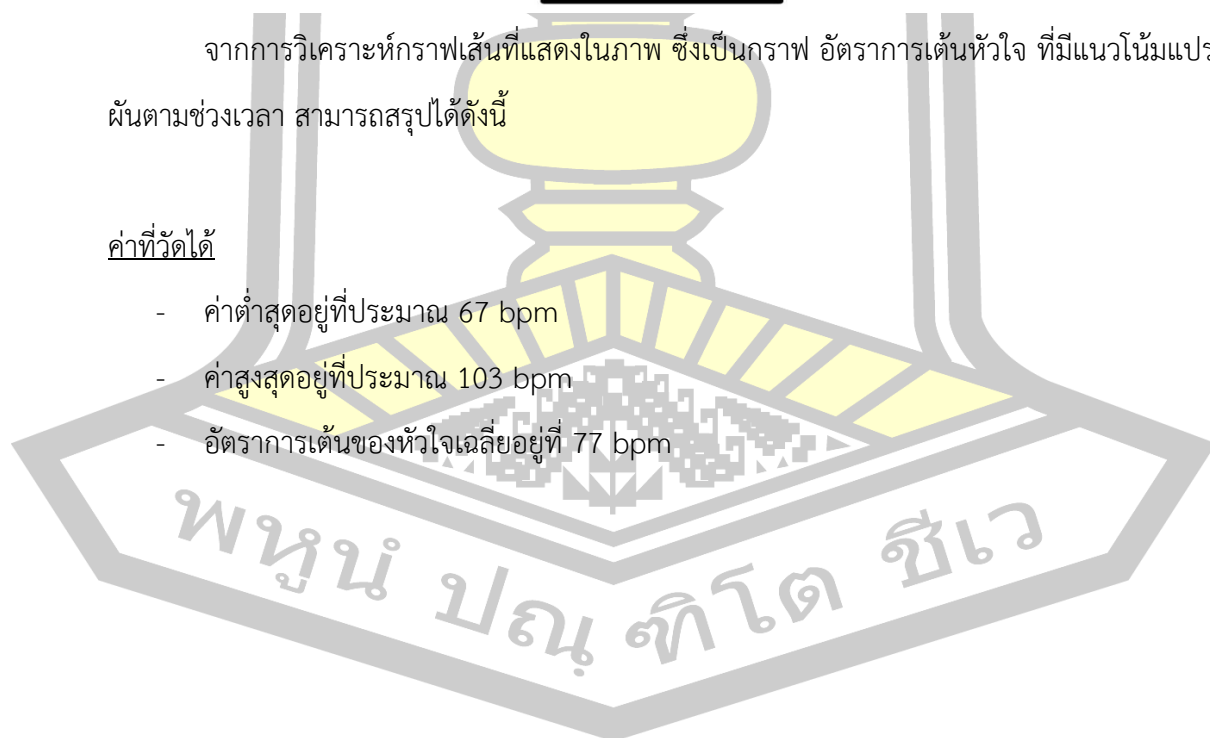 จากการวิเคราะห์กราฟเส้นที่แสดงในภาพ ซึ่งเป็นกราฟ อัตราการเต้นหัวใจ ที่มีแนวโน้มแปร
ผันตามช่วงเวลา สามารถสรุปได้ดังนี้
ค่าที่วัดได้
- ค่าต่ำสุดอยู่ที่ประมาณ 67 bpm
- ค่าสูงสุดอยู่ที่ประมาณ 103 bpm
- อัตราการเต้นของหัวใจเฉลี่ยอยู่ที่ 77 bpm
พหูนํ ปณฺ ฑิโต ชีเว